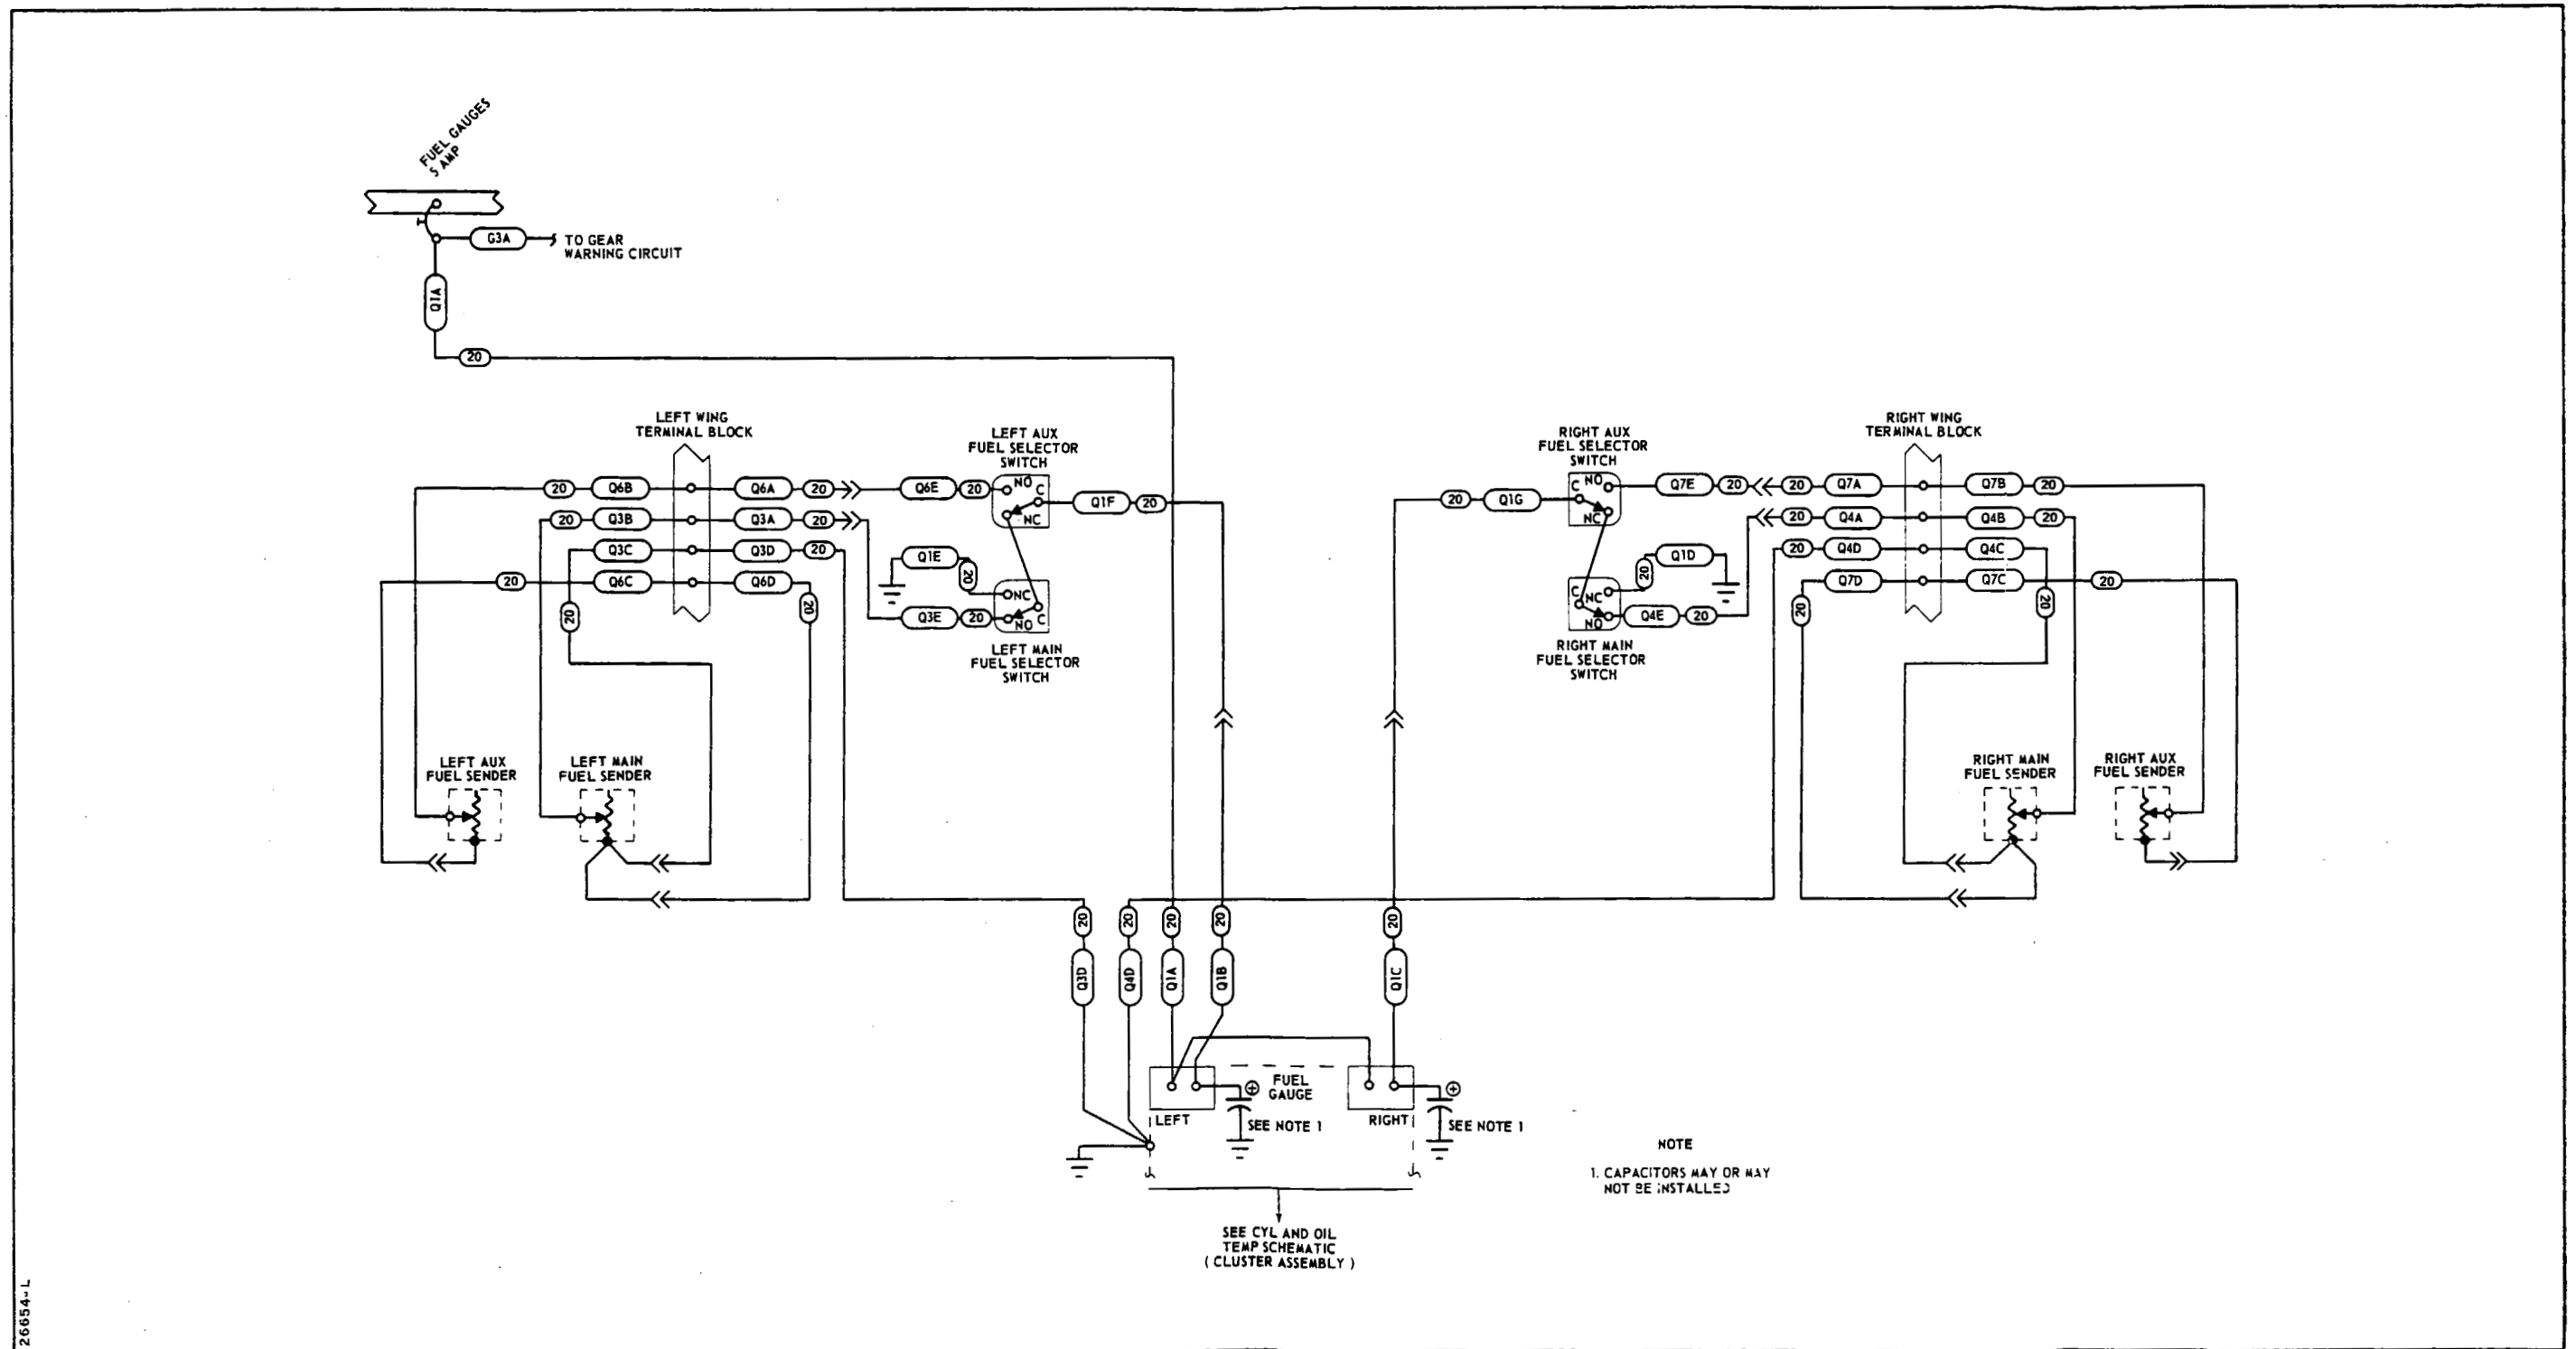 FUEL GAUGES
5 AMP
G3A
TO GEAR
WARNING CIRCUIT
Q1A
20
LEFT WING
TERMINAL BLOCK
LEFT AUX
FUEL SELECTOR
SWITCH
RIGHT AUX
FUEL SELECTOR
SWITCH
RIGHT WING
TERMINAL BLOCK
20 Q6B Q6A 20 Q6E 20 NO C
NC
Q1F 20
20 Q3B Q3A 20
Q3C Q3D 20
20 Q6C Q6D
20
20
Q1E
20
NC
Q3E 20 NO C
LEFT MAIN
FUEL SELECTOR
SWITCH
20 Q1G C NO
NC
Q7E 20 20 Q7A Q7B 20
20 Q4A Q4B 20
20 Q4D Q4C
Q7D Q7C 20
20
20
Q1D
20
C NC
NO Q4E 20
RIGHT MAIN
FUEL SELECTOR
SWITCH
LEFT AUX
FUEL SENDER
LEFT MAIN
FUEL SENDER
RIGHT MAIN
FUEL SENDER
RIGHT AUX
FUEL SENDER
20 20 20 20 20
Q3D Q4D Q1A Q1B Q1C
FUEL
GAUGE
LEFT
SEE NOTE 1
RIGHT
SEE NOTE 1
NOTE
1. CAPACITORS MAY OR MAY
NOT BE INSTALLED
SEE CYL AND OIL
TEMP SCHEMATIC
( CLUSTER ASSEMBLY )
26654-L